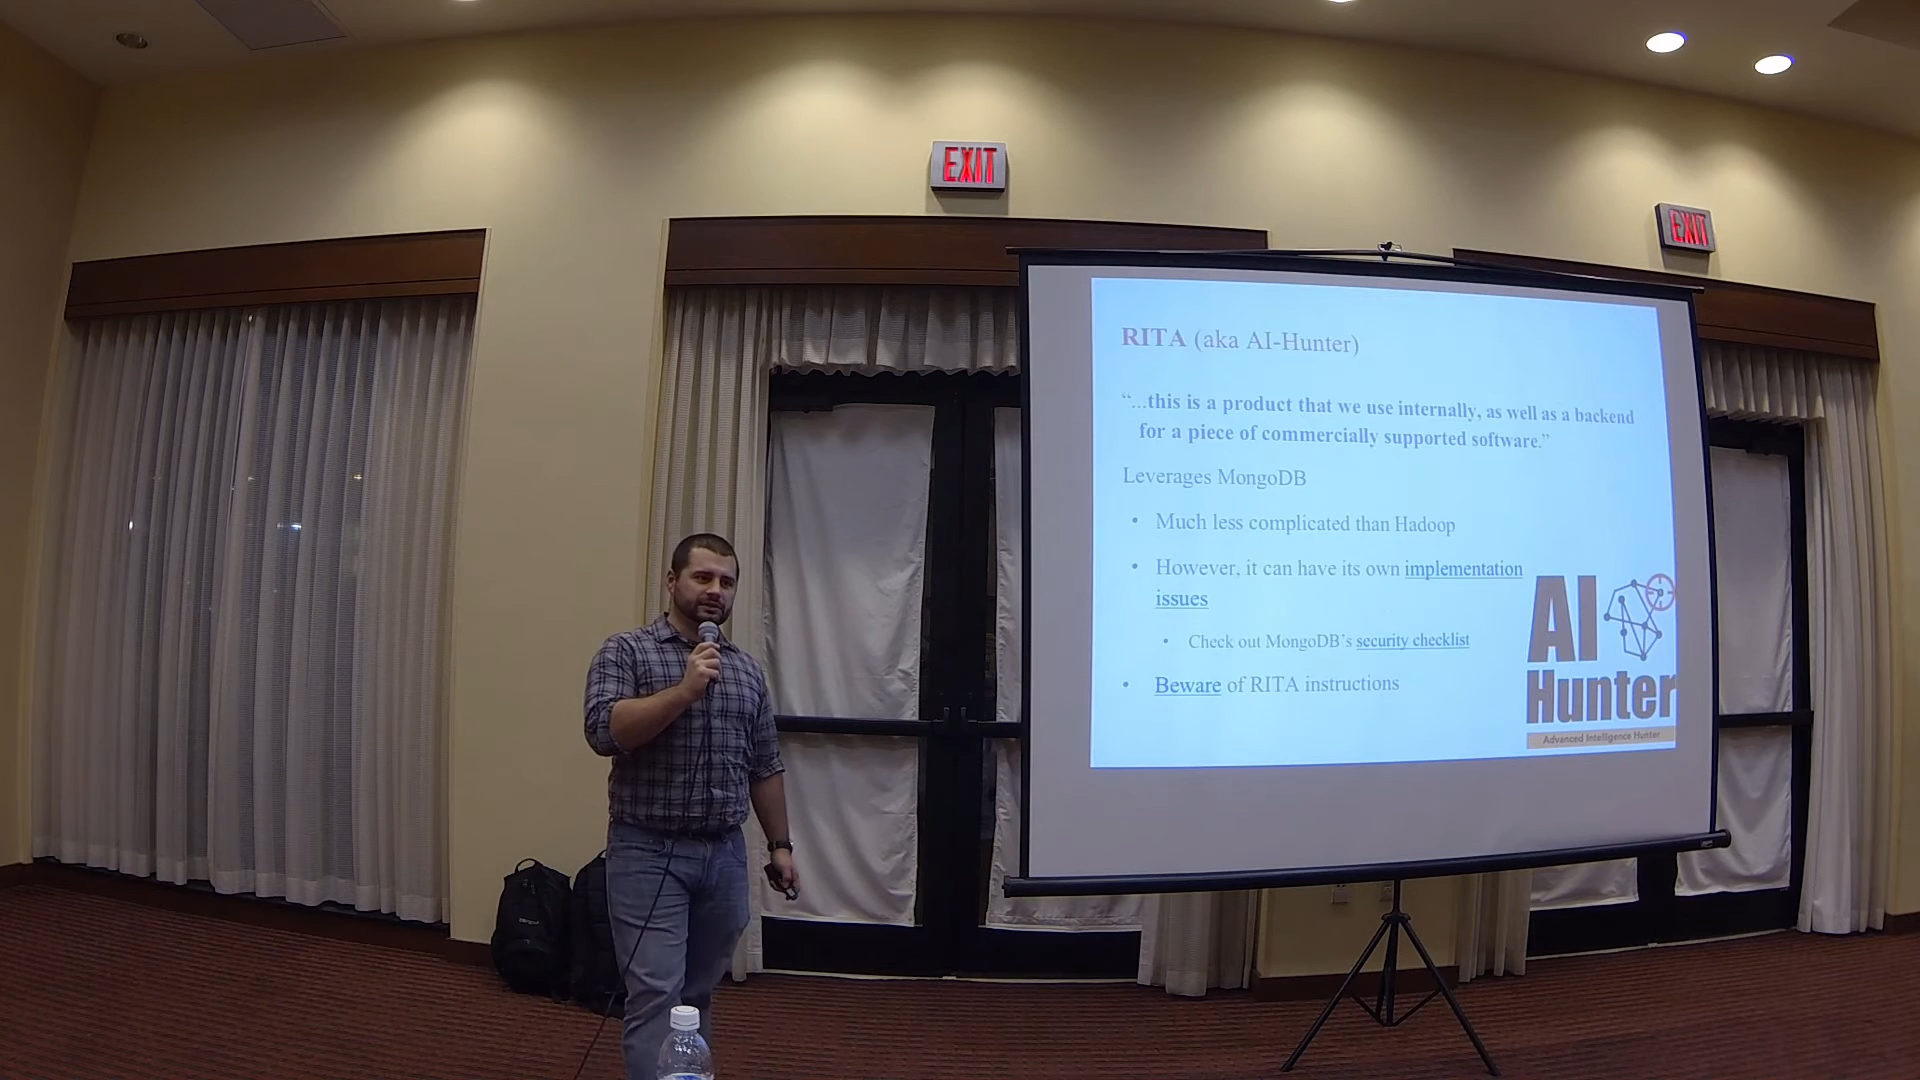 EXIT
EXIT
RITA (aka AI-Hunter)
“...this is a product that we use internally, as well as a backend
for a piece of commercially supported software.”
Leverages MongoDB
• Much less complicated than Hadoop
• However, it can have its own implementation
issues
• Check out MongoDB’s security checklist
• Beware of RITA instructions
AI
Hunter
Advanced Intelligence Hunter